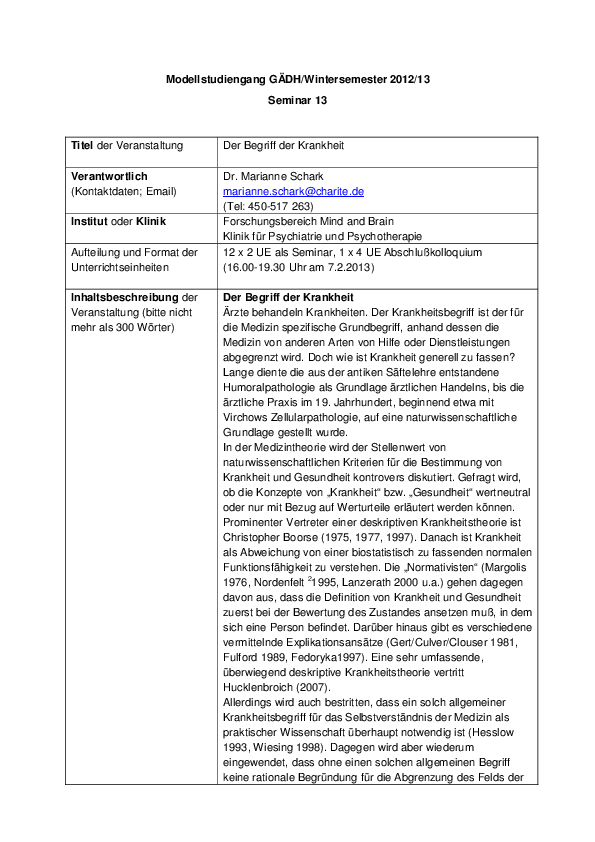 Modellstudiengang GÄDH/Wintersemester 2012/13
Seminar 13
Titel der Veranstaltung
Der Begriff der Krankheit
Verantwortlich
(Kontaktdaten; Email)
Dr. Marianne Schark
marianne.schark@charite.de
(Tel: 450-517 263)
Institut oder Klinik
Forschungsbereich Mind and Brain
Klinik für Psychiatrie und Psychotherapie
Aufteilung und Format der
Unterrichtseinheiten
12 x 2 UE als Seminar, 1 x 4 UE Abschlußkolloquium
(16.00-19.30 Uhr am 7.2.2013)
Inhaltsbeschreibung der
Veranstaltung (bitte nicht
mehr als 300 Wörter)
Der Begriff der Krankheit
Ärzte behandeln Krankheiten. Der Krankheitsbegriff ist der für
die Medizin spezifische Grundbegriff, anhand dessen die
Medizin von anderen Arten von Hilfe oder Dienstleistungen
abgegrenzt wird. Doch wie ist Krankheit generell zu fassen?
Lange diente die aus der antiken Säftelehre entstandene
Humoralpathologie als Grundlage ärztlichen Handelns, bis die
ärztliche Praxis im 19. Jahrhundert, beginnend etwa mit
Virchows Zellularpathologie, auf eine naturwissenschaftliche
Grundlage gestellt wurde.
In der Medizintheorie wird der Stellenwert von
naturwissenschaftlichen Kriterien für die Bestimmung von
Krankheit und Gesundheit kontrovers diskutiert. Gefragt wird,
ob die Konzepte von „Krankheit“ bzw. „Gesundheit“ wertneutral
oder nur mit Bezug auf Werturteile erläutert werden können.
Prominenter Vertreter einer deskriptiven Krankheitstheorie ist
Christopher Boorse (1975, 1977, 1997). Danach ist Krankheit
als Abweichung von einer biostatistisch zu fassenden normalen
Funktionsfähigkeit zu verstehen. Die „Normativisten“ (Margolis
1976, Nordenfelt ²1995, Lanzerath 2000 u.a.) gehen dagegen
davon aus, dass die Definition von Krankheit und Gesundheit
zuerst bei der Bewertung des Zustandes ansetzen muß, in dem
sich eine Person befindet. Darüber hinaus gibt es verschiedene
vermittelnde Explikationsansätze (Gert/Culver/Clouser 1981,
Fulford 1989, Fedoryka1997). Eine sehr umfassende,
überwiegend deskriptive Krankheitstheorie vertritt
Hucklenbroich (2007).
Allerdings wird auch bestritten, dass ein solch allgemeiner
Krankheitsbegriff für das Selbstverständnis der Medizin als
praktischer Wissenschaft überhaupt notwendig ist (Hesslow
1993, Wiesing 1998). Dagegen wird aber wiederum
eingewendet, dass ohne einen solchen allgemeinen Begriff
keine rationale Begründung für die Abgrenzung des Felds der